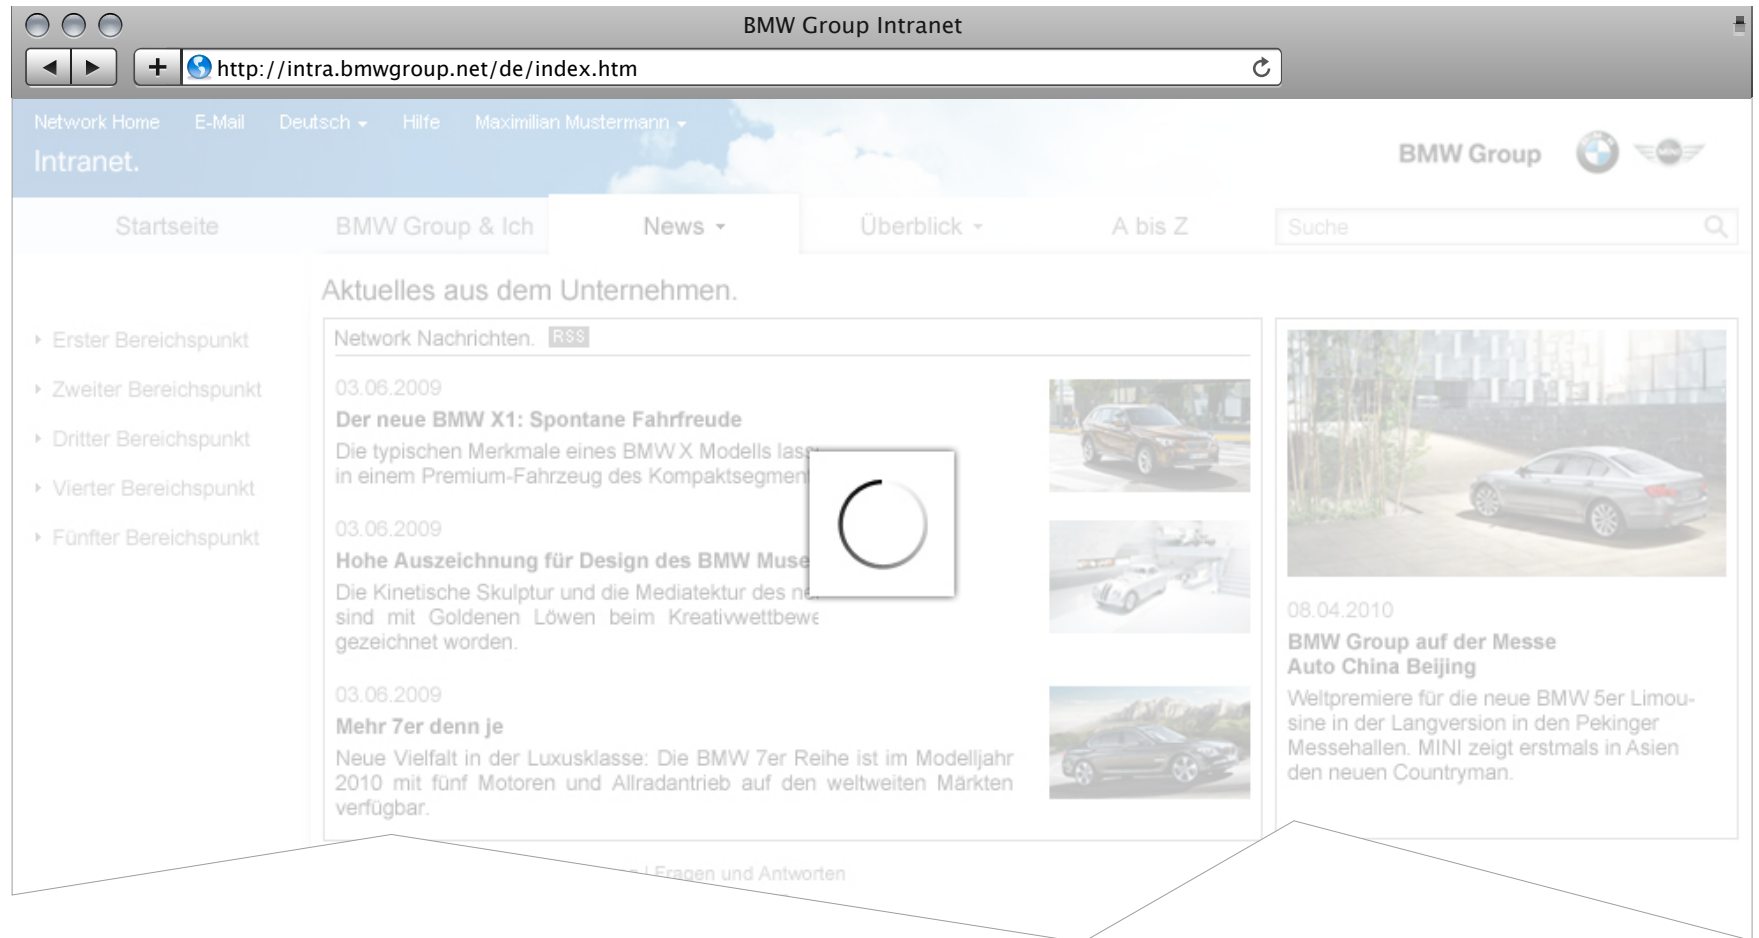 BMW Group Intranet
http://intra.bmwgroup.net/de/index.htm
Network Home E-Mail Deutsch Hilfe Maximilian Mustermann
Intranet.
BMW Group
MINI
Startseite BMW Group & Ich News Überblick A bis Z Suche
Aktuelles aus dem Unternehmen.
Erster Bereichspunkt
Zweiter Bereichspunkt
Dritter Bereichspunkt
Vierter Bereichspunkt
Fünfter Bereichspunkt
Network Nachrichten. RSS
03.06.2009
Der neue BMW X1: Spontane Fahrfreude
Die typischen Merkmale eines BMW X Modells lass
in einem Premium-Fahrzeug des Kompaktsegmen
03.06.2009
Hohe Auszeichnung für Design des BMW Muse
Die Kinetische Skulptur und die Mediatektur des ne
sind mit Goldenen Löwen beim Kreativwettbewe
gezeichnet worden.
03.06.2009
Mehr 7er denn je
Neue Vielfalt in der Luxusklasse: Die BMW 7er Reihe ist im Modelljahr
2010 mit fünf Motoren und Allradantrieb auf den weltweiten Märkten
verfügbar.
08.04.2010
BMW Group auf der Messe
Auto China Beijing
Weltpremiere für die neue BMW 5er Limou-
sine in der Langversion in den Pekinger
Messehallen. MINI zeigt erstmals in Asien
den neuen Countryman.
| Fragen und Antworten